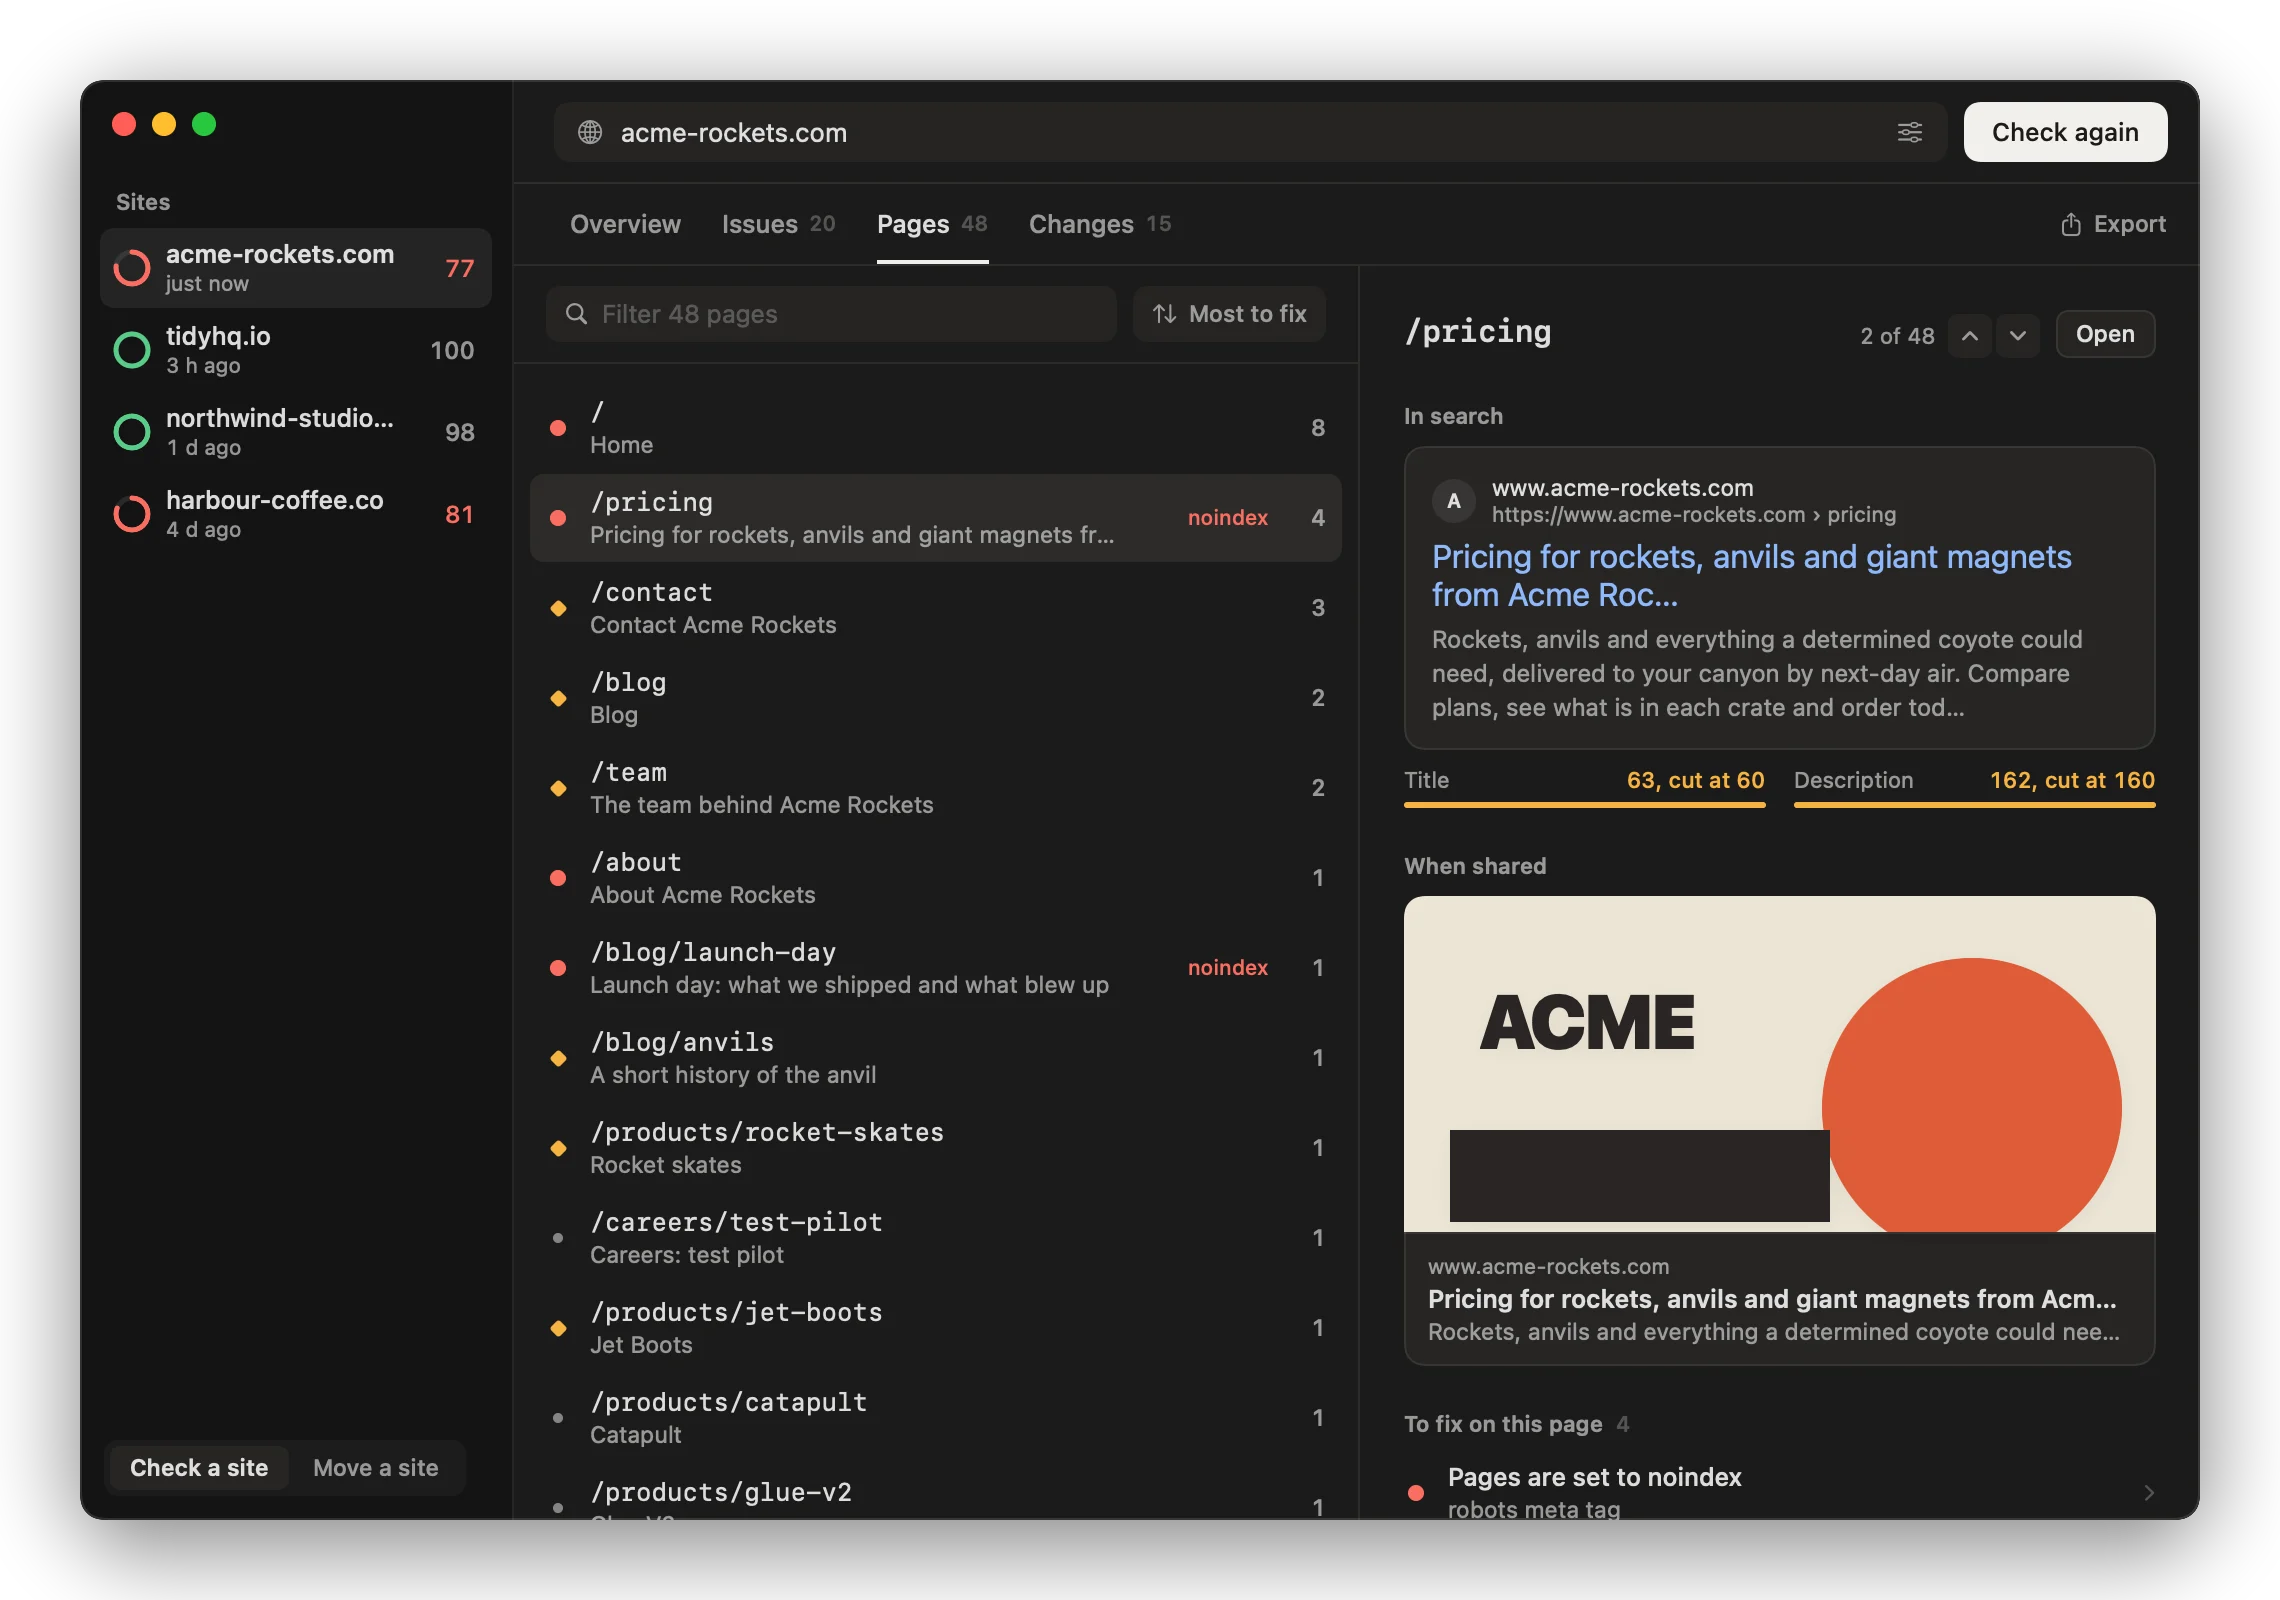 acme-rockets.com
Check again
Sites
acme-rockets.com
just now
77
tidyhq.io
3 h ago
100
northwind-studio...
1 d ago
98
harbour-coffee.co
4 d ago
81
Check a site
Move a site
Overview
Issues 20
Pages 48
Changes 15
Export
Filter 48 pages
Most to fix
/
Home
8
/pricing
Pricing for rockets, anvils and giant magnets fr...
noindex
4
/contact
Contact Acme Rockets
3
/blog
Blog
2
/team
The team behind Acme Rockets
2
/about
About Acme Rockets
1
/blog/launch-day
Launch day: what we shipped and what blew up
noindex
1
/blog/anvils
A short history of the anvil
1
/products/rocket-skates
Rocket skates
1
/careers/test-pilot
Careers: test pilot
1
/products/jet-boots
Jet Boots
1
/products/catapult
Catapult
1
/products/glue-v2
1
/pricing
2 of 48
Open
In search
A
www.acme-rockets.com
https://www.acme-rockets.com › pricing
Pricing for rockets, anvils and giant magnets
from Acme Roc...
Rockets, anvils and everything a determined coyote could
need, delivered to your canyon by next-day air. Compare
plans, see what is in each crate and order tod...
Title
63, cut at 60
Description
162, cut at 160
When shared
ACME
www.acme-rockets.com
Pricing for rockets, anvils and giant magnets from Acm...
Rockets, anvils and everything a determined coyote could nee...
To fix on this page 4
Pages are set to noindex
robots meta tag